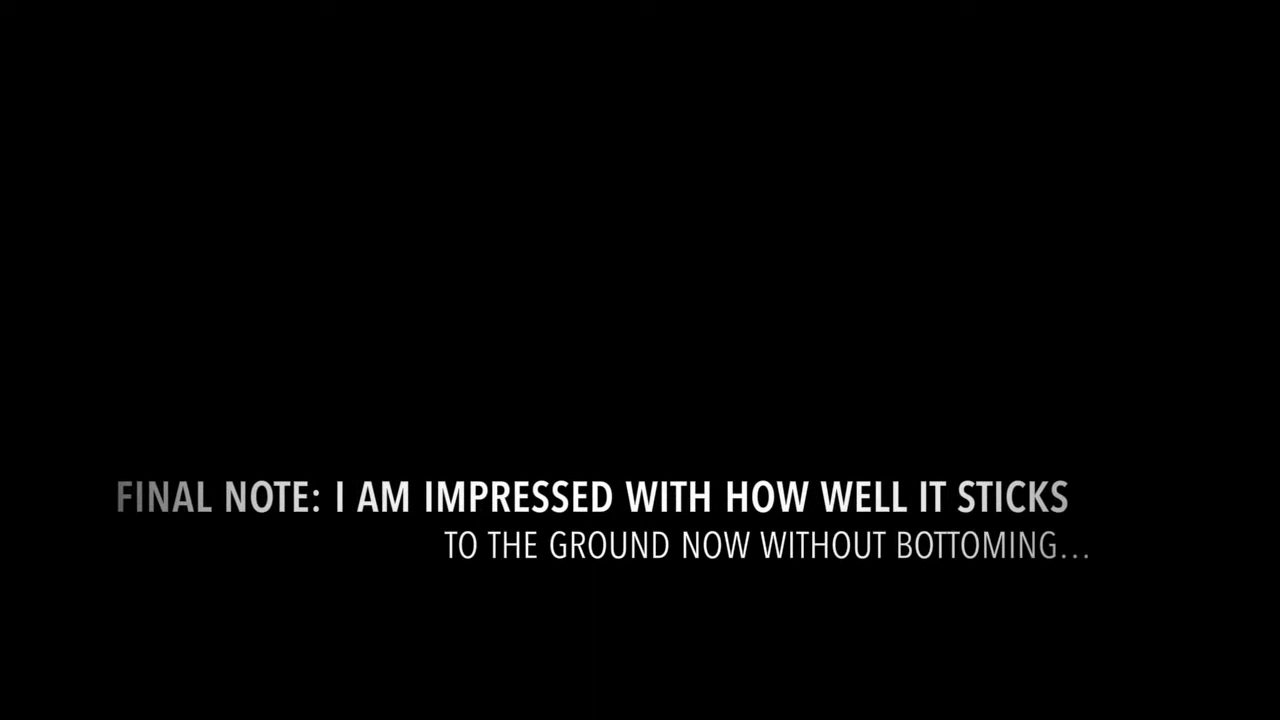 FINAL NOTE: I AM IMPRESSED WITH HOW WELL IT STICKS
TO THE GROUND NOW WITHOUT BOTTOMING...